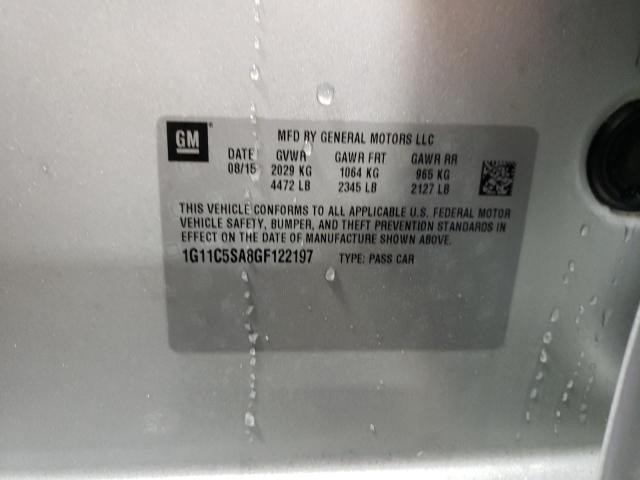 GM
MFD BY GENERAL MOTORS LLC
DATE GVWR GAWR FRT GAWR RR
08/15 2029 KG 1064 KG 965 KG
4472 LB 2345 LB 2127 LB
THIS VEHICLE CONFORMS TO ALL APPLICABLE U.S. FEDERAL MOTOR
VEHICLE SAFETY, BUMPER, AND THEFT PREVENTION STANDARDS IN
EFFECT ON THE DATE OF MANUFACTURE SHOWN ABOVE.
1G11C5SA8GF122197 TYPE: PASS CAR